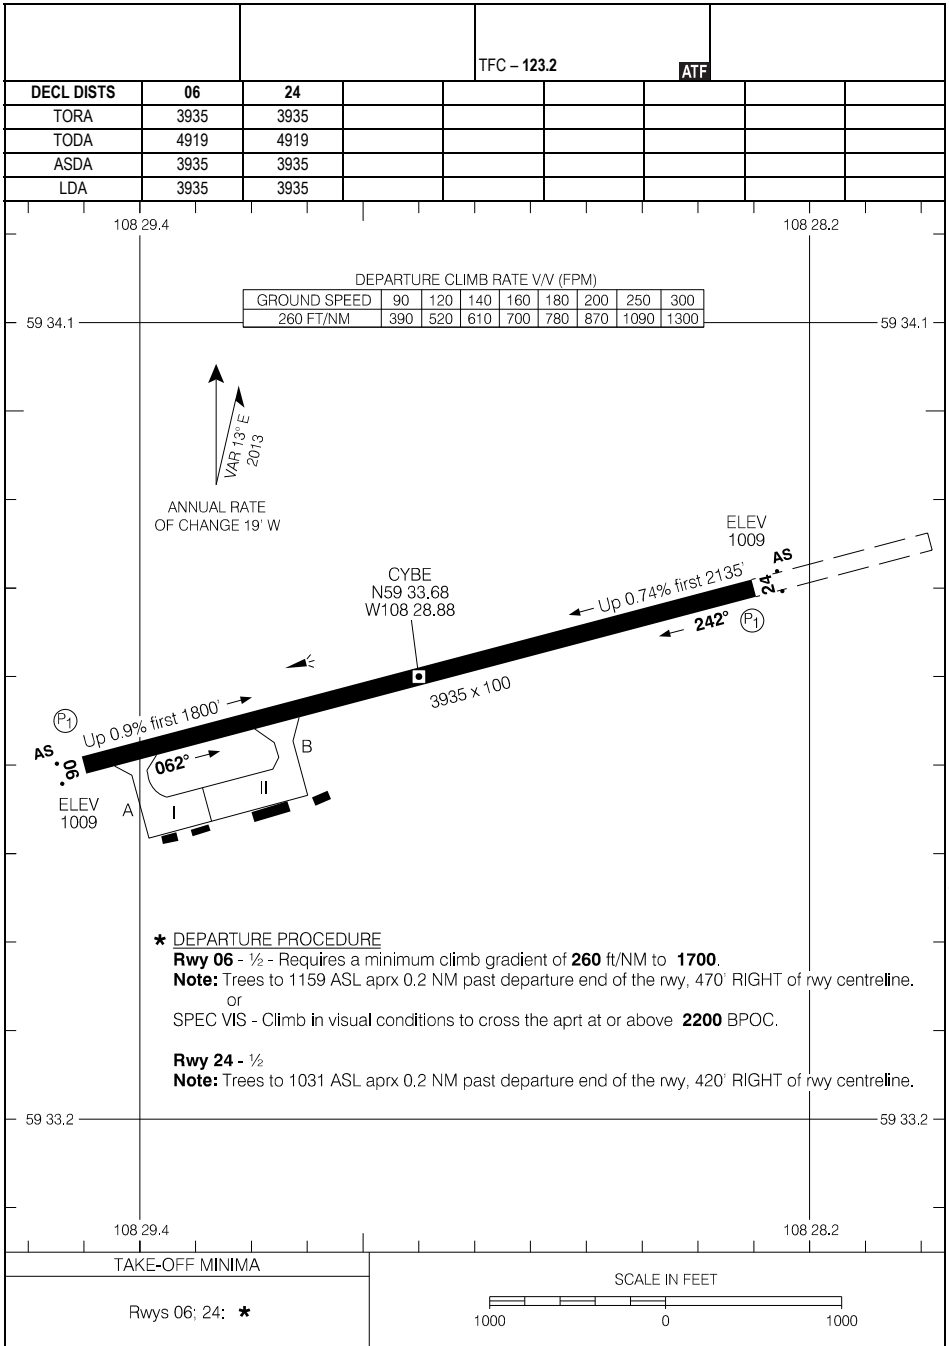 TFC – 123.2 ATF
DECL DISTS 06 24
TORA 3935 3935
TODA 4919 4919
ASDA 3935 3935
LDA 3935 3935
108 29.4 108 28.2
DEPARTURE CLIMB RATE V/V (FPM)
GROUND SPEED 90 120 140 160 180 200 250 300
260 FT/NM 390 520 610 700 780 870 1090 1300
59 34.1 59 34.1
VAR 13° E
2013
ANNUAL RATE
OF CHANGE 19' W
ELEV
1009
AS
24
CYBE
N59 33.68
W108 28.88
Up 0.74% first 2135'
242° P1
3935 x 100
P1
Up 0.9% first 1800'
AS
06
062°
ELEV
1009
A
B
I
II
* DEPARTURE PROCEDURE
Rwy 06 - ½ - Requires a minimum climb gradient of 260 ft/NM to 1700.
Note: Trees to 1159 ASL aprx 0.2 NM past departure end of the rwy, 470' RIGHT of rwy centreline.
or
SPEC VIS - Climb in visual conditions to cross the aprt at or above 2200 BPOC.
Rwy 24 - ½
Note: Trees to 1031 ASL aprx 0.2 NM past departure end of the rwy, 420' RIGHT of rwy centreline.
59 33.2 59 33.2
108 29.4 108 28.2
TAKE-OFF MINIMA
Rwys 06; 24: *
SCALE IN FEET
1000 0 1000